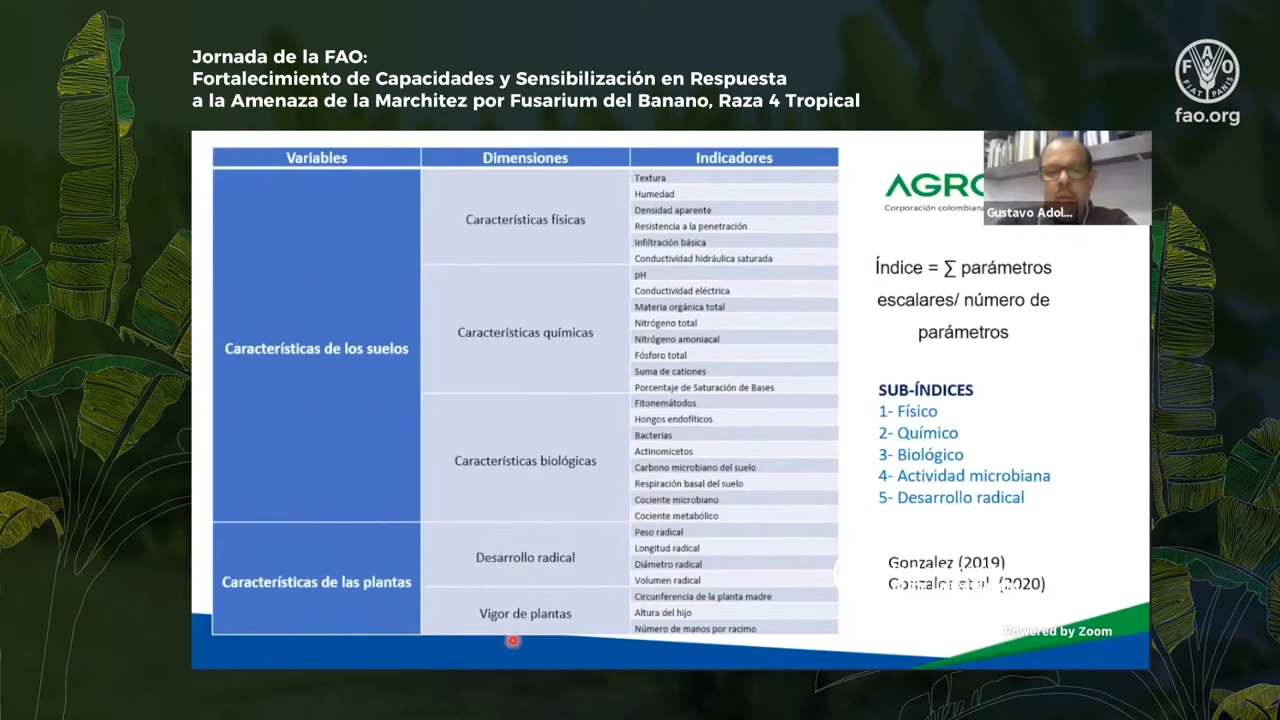 Jornada de la FAO:
Fortalecimiento de Capacidades y Sensibilización en Respuesta
a la Amenaza de la Marchitez por Fusarium del Banano, Raza 4 Tropical
FAO
FIAT PANIS
fao.org
Variables
Dimensiones
Indicadores
Características de los suelos
Características físicas
Textura
Humedad
Densidad aparente
Resistencia a la penetración
Infiltración básica
Conductividad hidráulica saturada
Características químicas
pH
Conductividad eléctrica
Materia orgánica total
Nitrógeno total
Nitrógeno amoniacal
Fósforo total
Suma de cationes
Porcentaje de Saturación de Bases
Características biológicas
Fitonemátodos
Hongos endofíticos
Bacterias
Actinomicetos
Carbono microbiano del suelo
Respiración basal del suelo
Cociente microbiano
Cociente metabólico
Características de las plantas
Desarrollo radical
Peso radical
Longitud radical
Diámetro radical
Volumen radical
Vigor de plantas
Circunferencia de la planta madre
Altura del hijo
Número de manos por racimo
Corporación colombiana
Gustavo Adol...
Índice = ∑ parámetros
escalares/ número de
parámetros
SUB-ÍNDICES
1- Físico
2- Químico
3- Biológico
4- Actividad microbiana
5- Desarrollo radical
Gonzalez (2019)
(2020)
Powered by Zoom